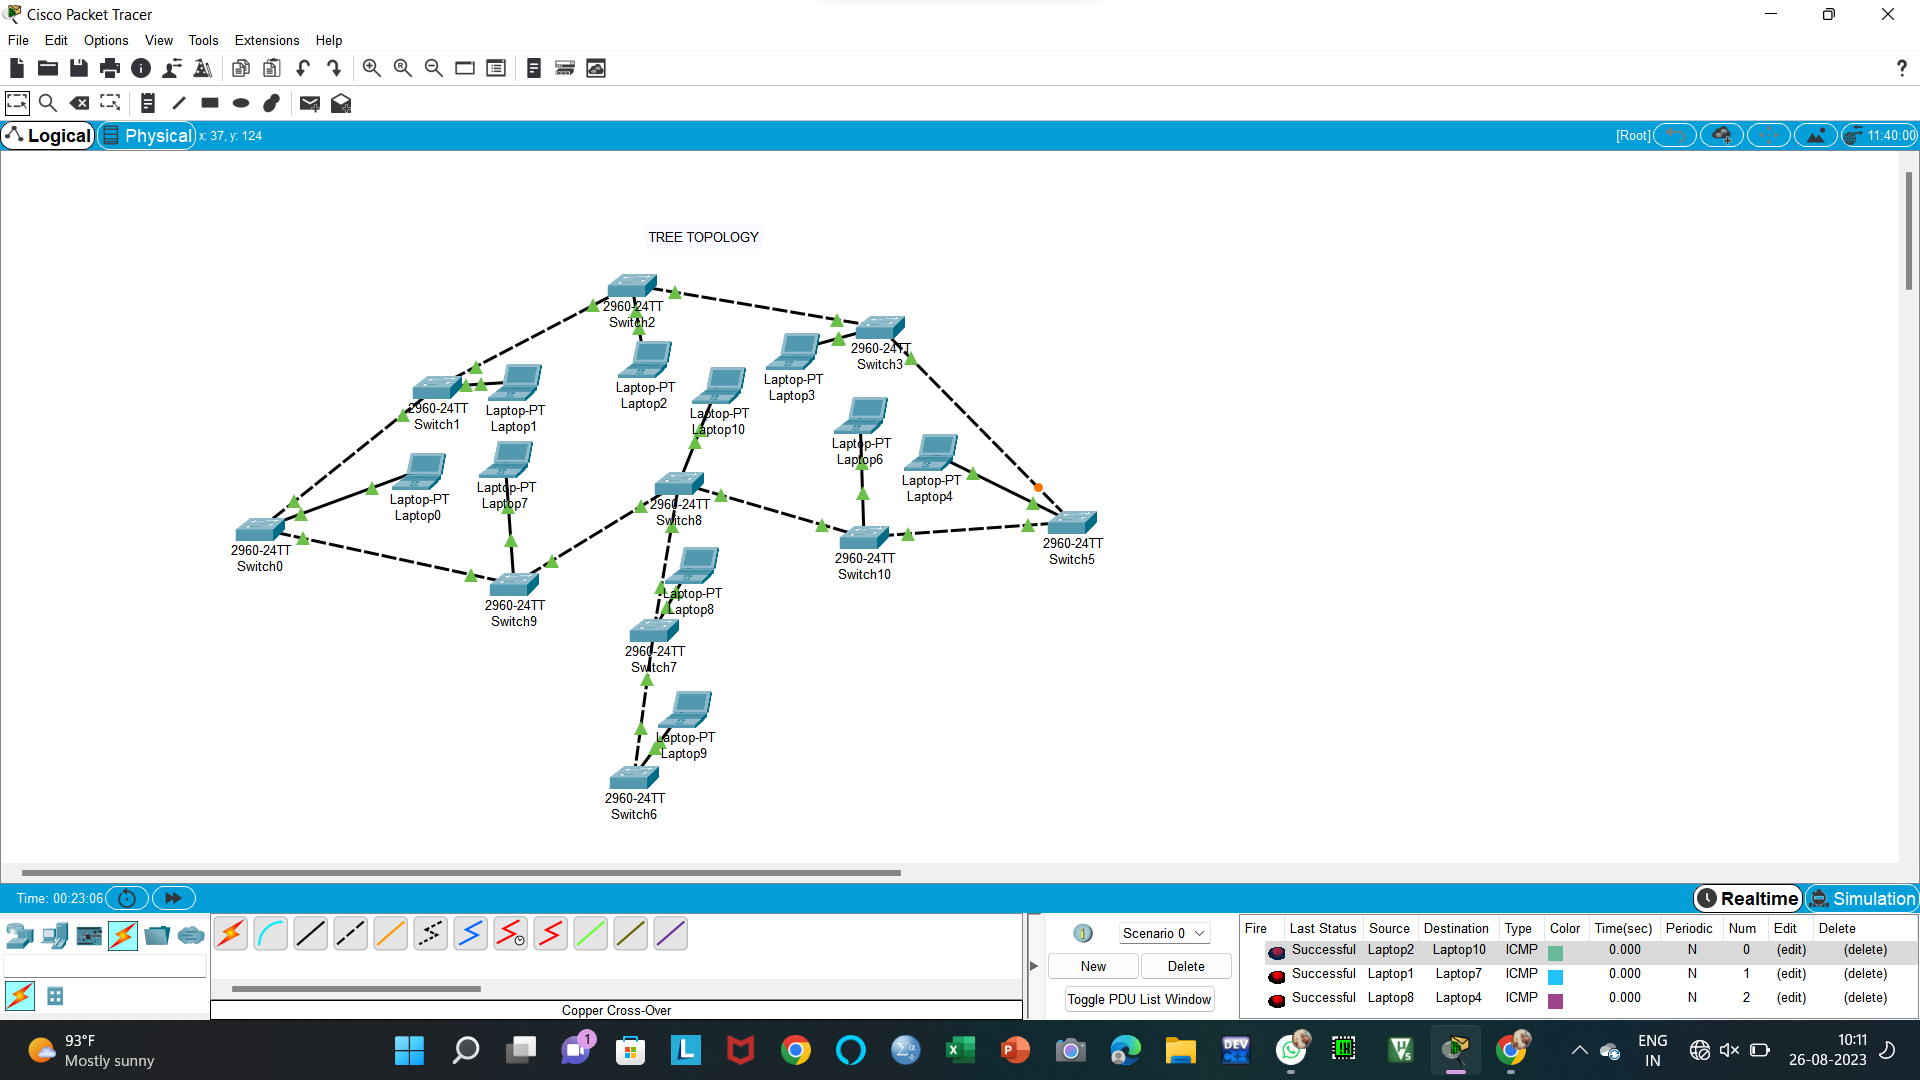 Cisco Packet Tracer
File Edit Options View Tools Extensions Help
Logical Physical x: 37, y: 124 [Root] 11:40:00
TREE TOPOLOGY
2960-24TT
Switch2
2960-24TT
Switch3
Laptop-PT
Laptop3
Laptop-PT
Laptop2
2960-24TT
Switch1
Laptop-PT
Laptop1
Laptop-PT
Laptop10
Laptop-PT
Laptop6
Laptop-PT
Laptop4
Laptop-PT
Laptop0
Laptop-PT
Laptop7
2960-24TT
Switch8
2960-24TT
Switch0
2960-24TT
Switch10
2960-24TT
Switch5
2960-24TT
Switch9
Laptop-PT
Laptop8
2960-24TT
Switch7
Laptop-PT
Laptop9
2960-24TT
Switch6
Time: 00:23:06 Realtime Simulation
Scenario 0
New Delete
Toggle PDU List Window
Copper Cross-Over
Fire Last Status Source Destination Type Color Time(sec) Periodic Num Edit Delete
Successful Laptop2 Laptop10 ICMP 0.000 N 0 (edit) (delete)
Successful Laptop1 Laptop7 ICMP 0.000 N 1 (edit) (delete)
Successful Laptop8 Laptop4 ICMP 0.000 N 2 (edit) (delete)
93°F
Mostly sunny
1
DEV
C++
ENG
IN
10:11
26-08-2023